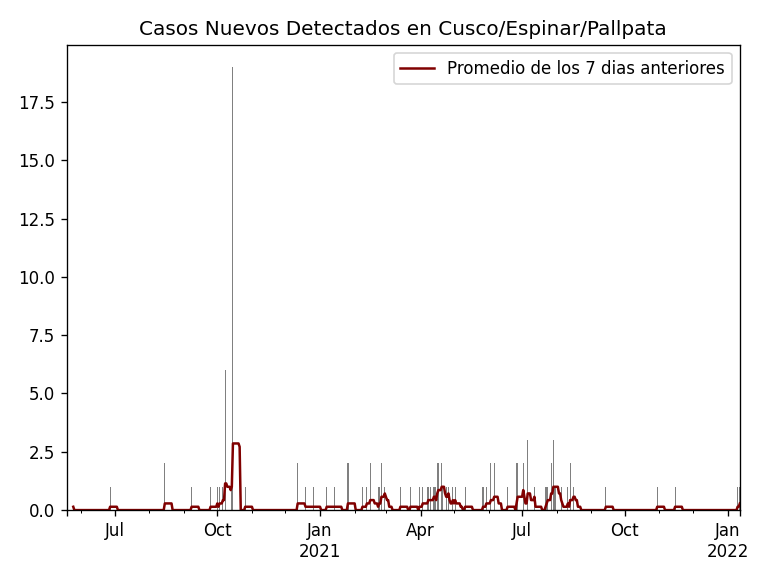 Casos Nuevos Detectados en Cusco/Espinar/Pallpata
Promedio de los 7 dias anteriores
17.5
15.0
12.5
10.0
7.5
5.0
2.5
0.0
Jul
Oct
Jan
2021
Apr
Jul
Oct
Jan
2022